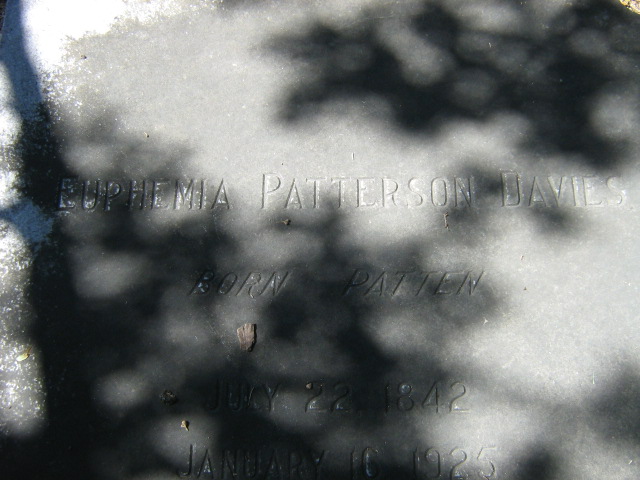 EUPHEMIA PATTERSON DAVIES
BORN PATTEN
JULY 22 1842
JANUARY 16 1925